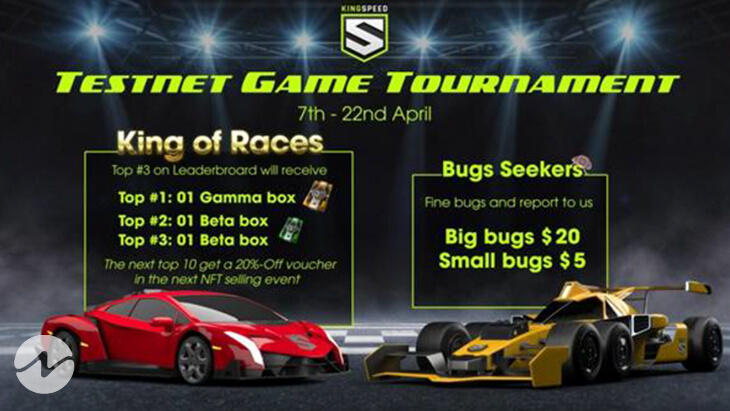 KINGSPEED
S
TESTNET GAME TOURNAMENT
7th - 22nd April
King of Races
Top #3 on Leaderbroard will receive
Top #1: 01 Gamma box
Top #2: 01 Beta box
Top #3: 01 Beta box
The next top 10 get a 20%-Off voucher
in the next NFT selling event
Bugs Seekers
Fine bugs and report to us
Big bugs $20
Small bugs $5